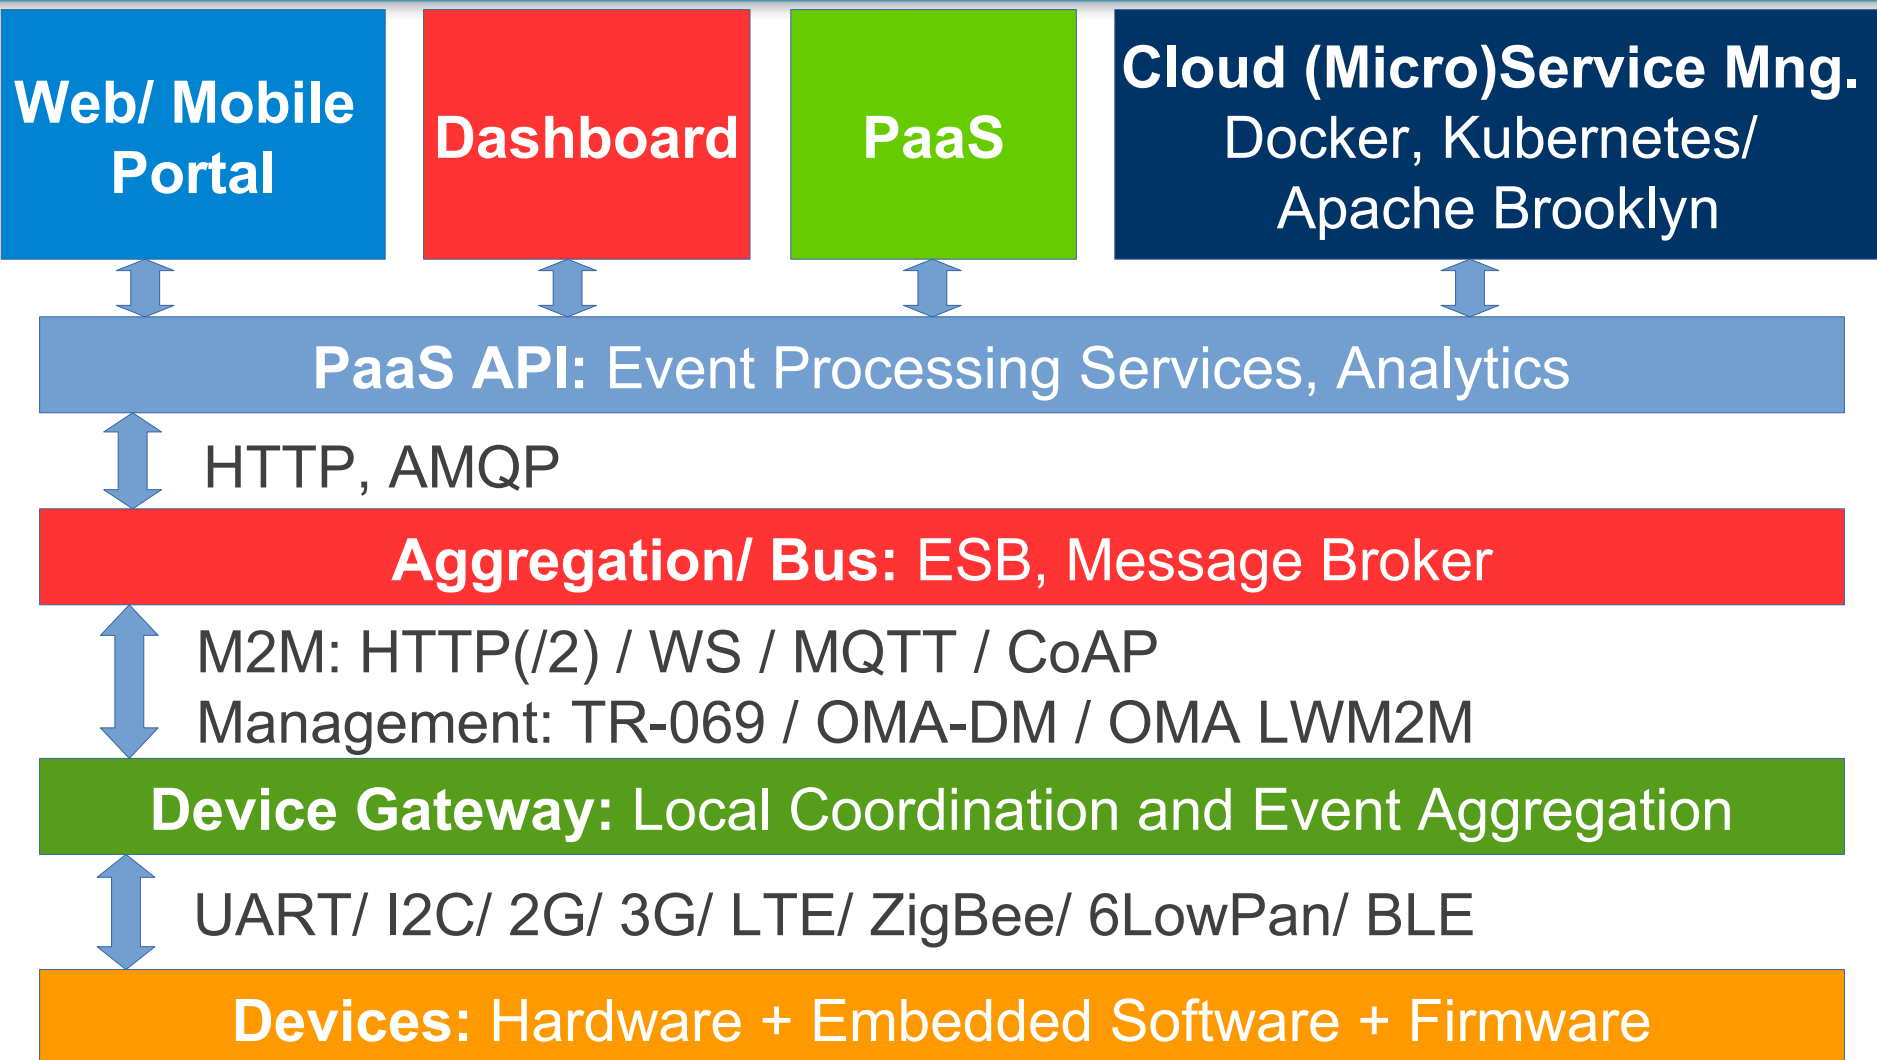 Web/ Mobile
Portal
Dashboard
PaaS
Cloud (Micro)Service Mng.
Docker, Kubernetes/
Apache Brooklyn
PaaS API: Event Processing Services, Analytics
HTTP, AMQP
Aggregation/ Bus: ESB, Message Broker
M2M: HTTP(/2) / WS / MQTT / CoAP
Management: TR-069 / OMA-DM / OMA LWM2M
Device Gateway: Local Coordination and Event Aggregation
UART/ I2C/ 2G/ 3G/ LTE/ ZigBee/ 6LowPan/ BLE
Devices: Hardware + Embedded Software + Firmware